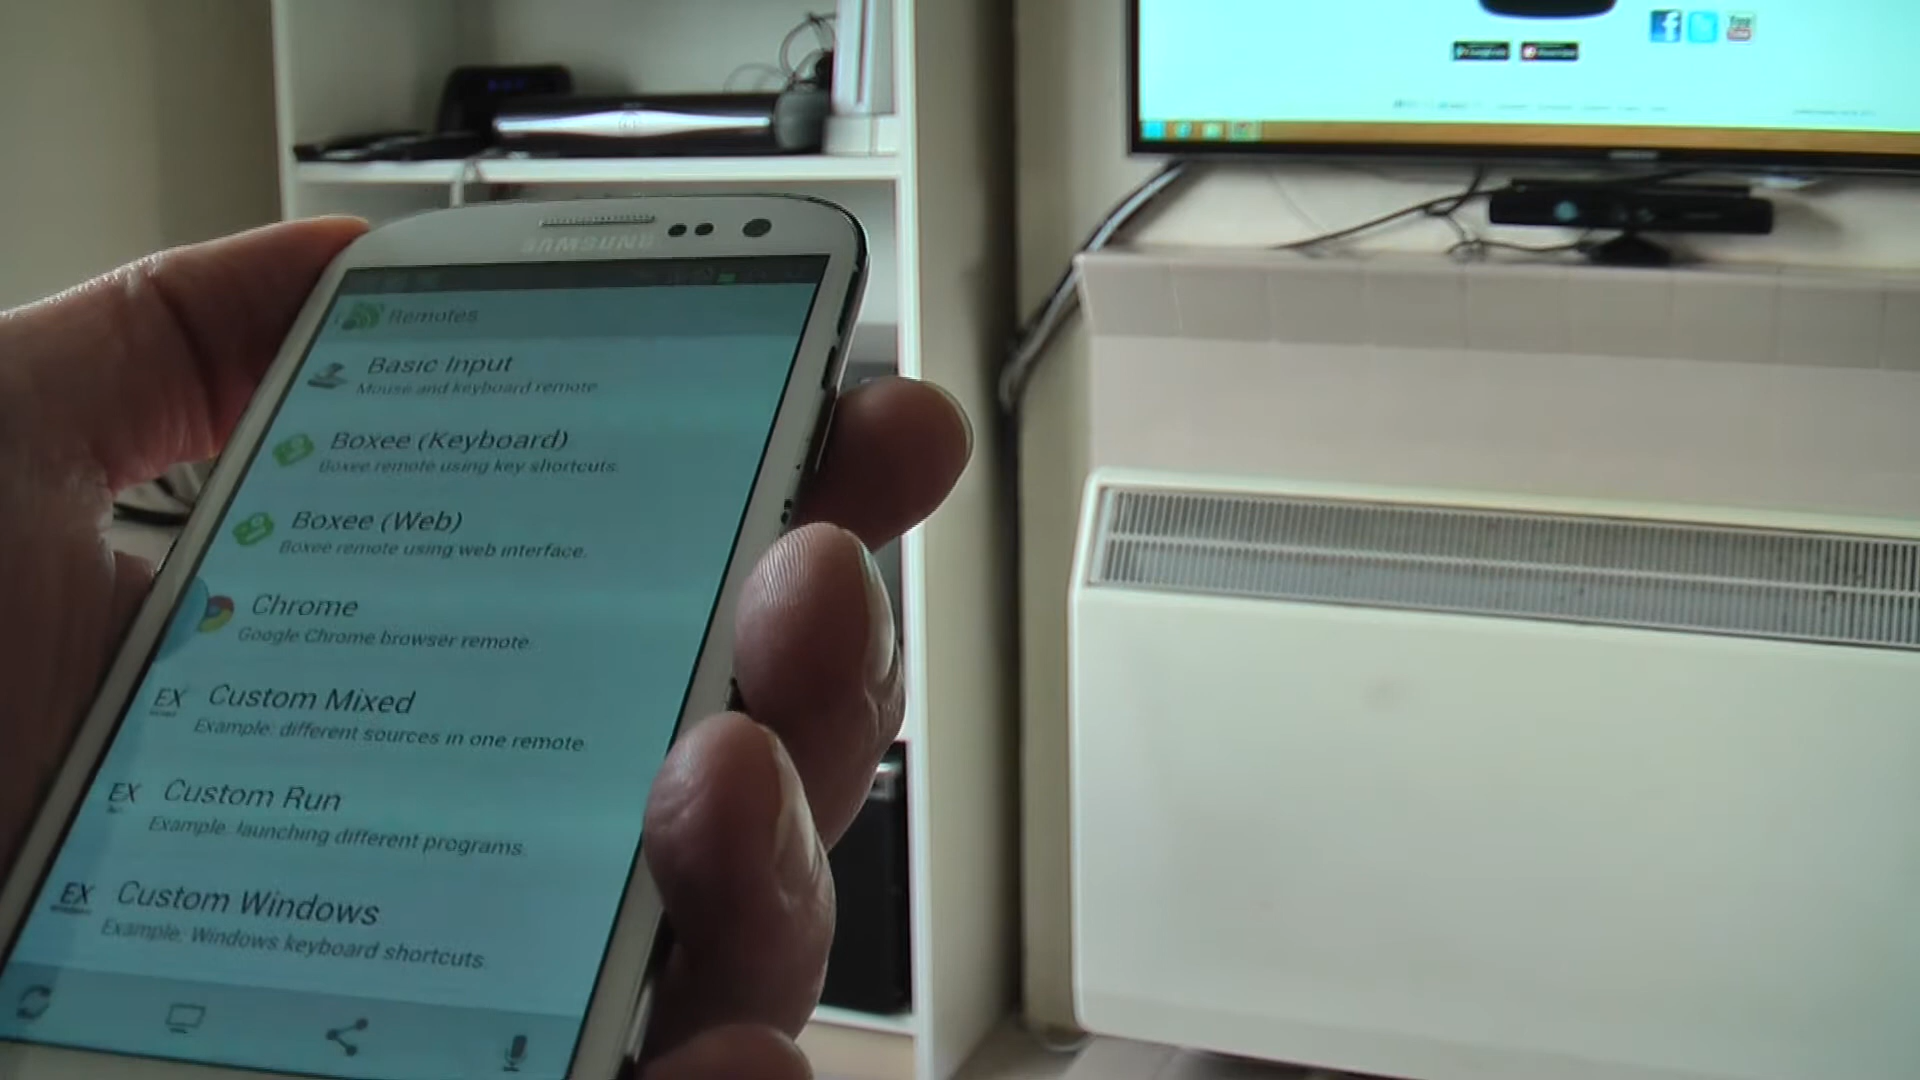 SAMSUNG
Remotes
Basic Input
Mouse and keyboard remote
Boxee (Keyboard)
Boxee remote using key shortcuts.
Boxee (Web)
Boxee remote using web interface.
Chrome
Google Chrome browser remote
EX
Custom Mixed
Example: different sources in one remote
EX
Custom Run
Example: launching different programs.
EX
Custom Windows
Example: Windows keyboard shortcuts.
f
You